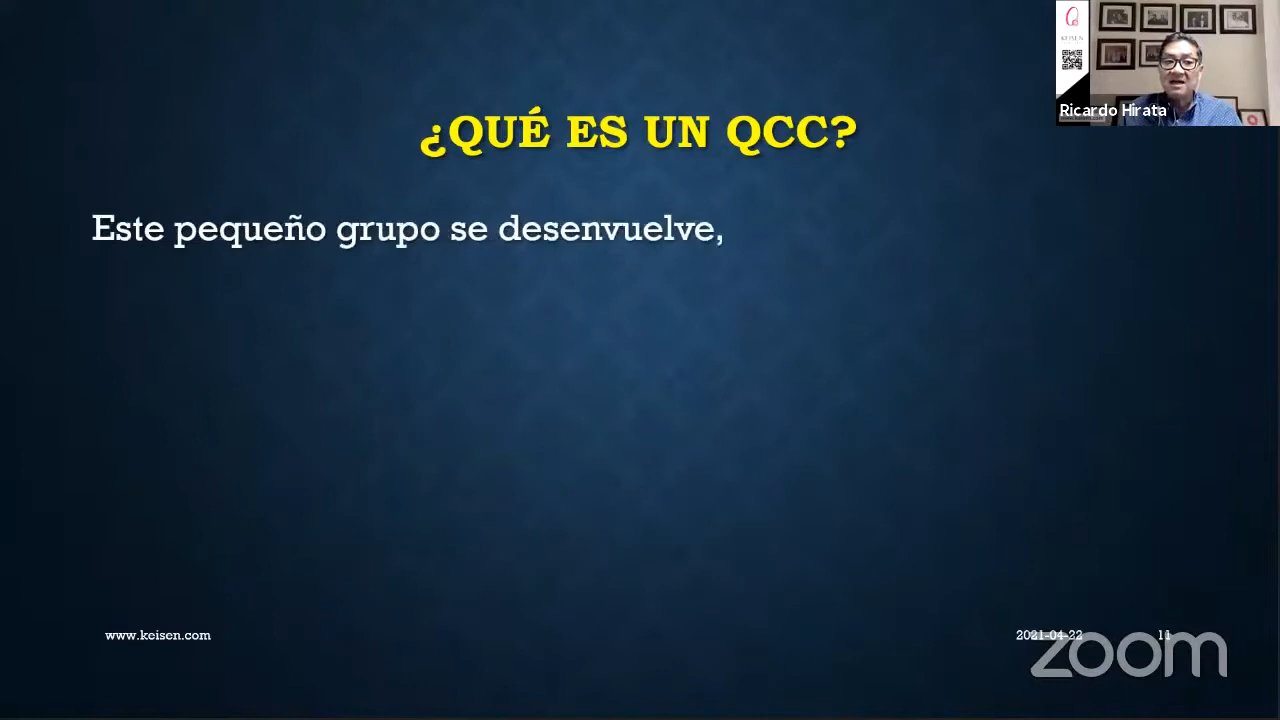 KEISEN
Ricardo Hirata
¿QUÉ ES UN QCC?
Este pequeño grupo se desenvuelve,
www.keisen.com
2021-04-22
11
zoom